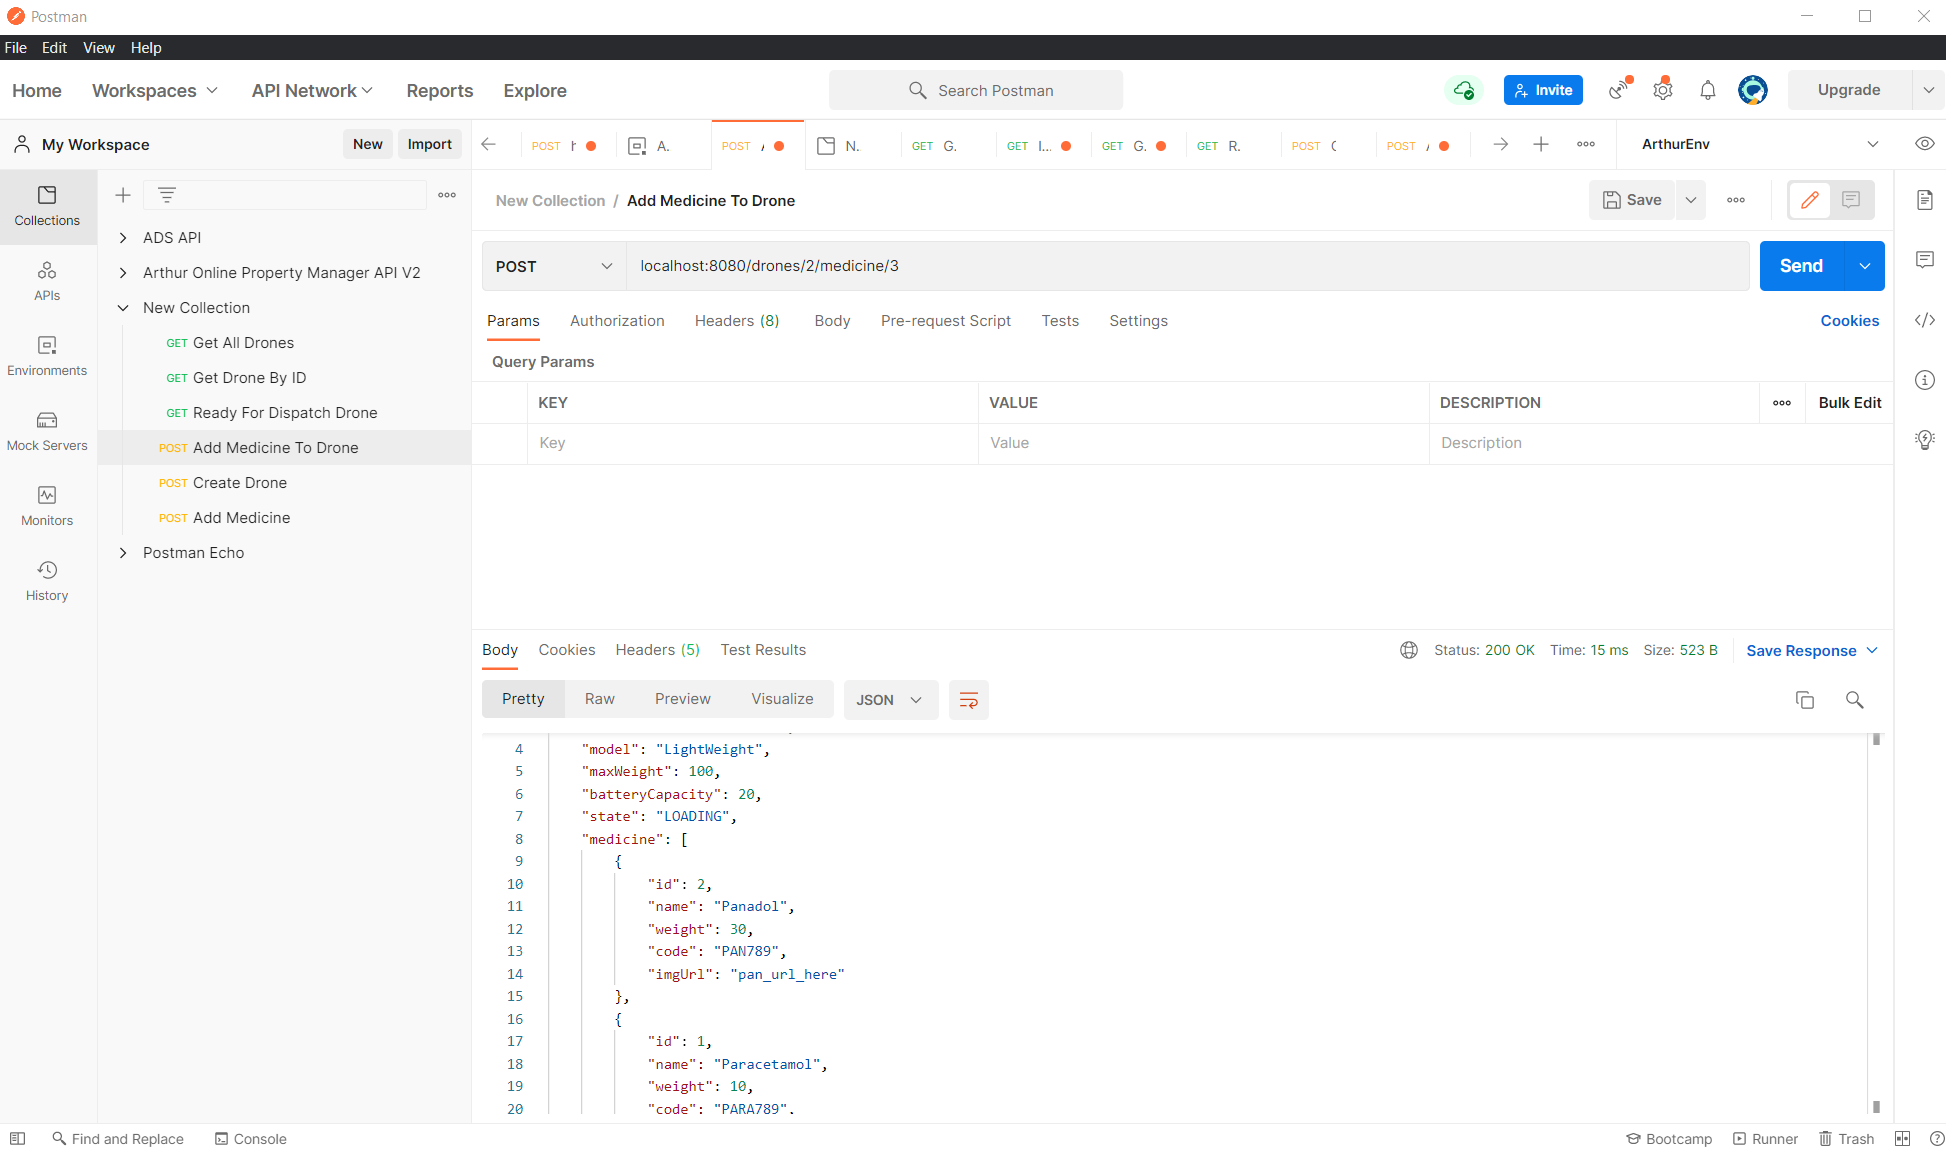 Postman
File Edit View Help
Home Workspaces API Network Reports Explore Search Postman Invite Upgrade
My Workspace New Import
POST POST A. POST N. GET G. GET I... GET G. GET R. POST POST ArthurEnv
Collections
APIs
Environments
Mock Servers
Monitors
History
ADS API
Arthur Online Property Manager API V2
New Collection
GET Get All Drones
GET Get Drone By ID
GET Ready For Dispatch Drone
POST Add Medicine To Drone
POST Create Drone
POST Add Medicine
Postman Echo
New Collection / Add Medicine To Drone Save
POST localhost:8080/drones/2/medicine/3 Send
Params Authorization Headers (8) Body Pre-request Script Tests Settings Cookies
Query Params
KEY VALUE DESCRIPTION Bulk Edit
Key Value Description
Body Cookies Headers (5) Test Results Status: 200 OK Time: 15 ms Size: 523 B Save Response
Pretty Raw Preview Visualize JSON
4 "model": "LightWeight",
5 "maxWeight": 100,
6 "batteryCapacity": 20,
7 "state": "LOADING",
8 "medicine": [
9 {
10 "id": 2,
11 "name": "Panadol",
12 "weight": 30,
13 "code": "PAN789",
14 "imgUrl": "pan_url_here"
15 },
16 {
17 "id": 1,
18 "name": "Paracetamol",
19 "weight": 10,
20 "code": "PARA789",
Find and Replace Console Bootcamp Runner Trash